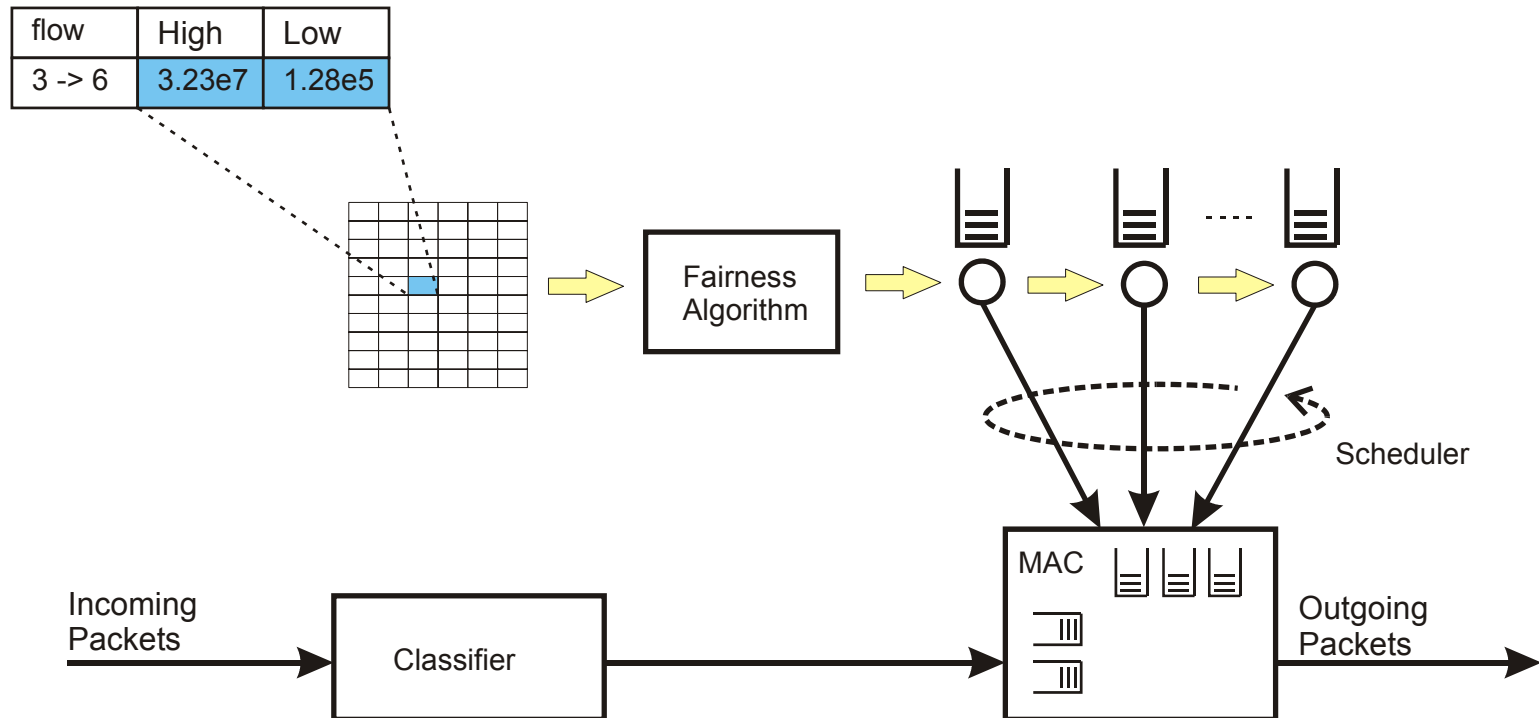 flow High Low
3 -> 6 3.23e7 1.28e5
Fairness
Algorithm
Scheduler
MAC
Incoming
Packets
Classifier
Outgoing
Packets